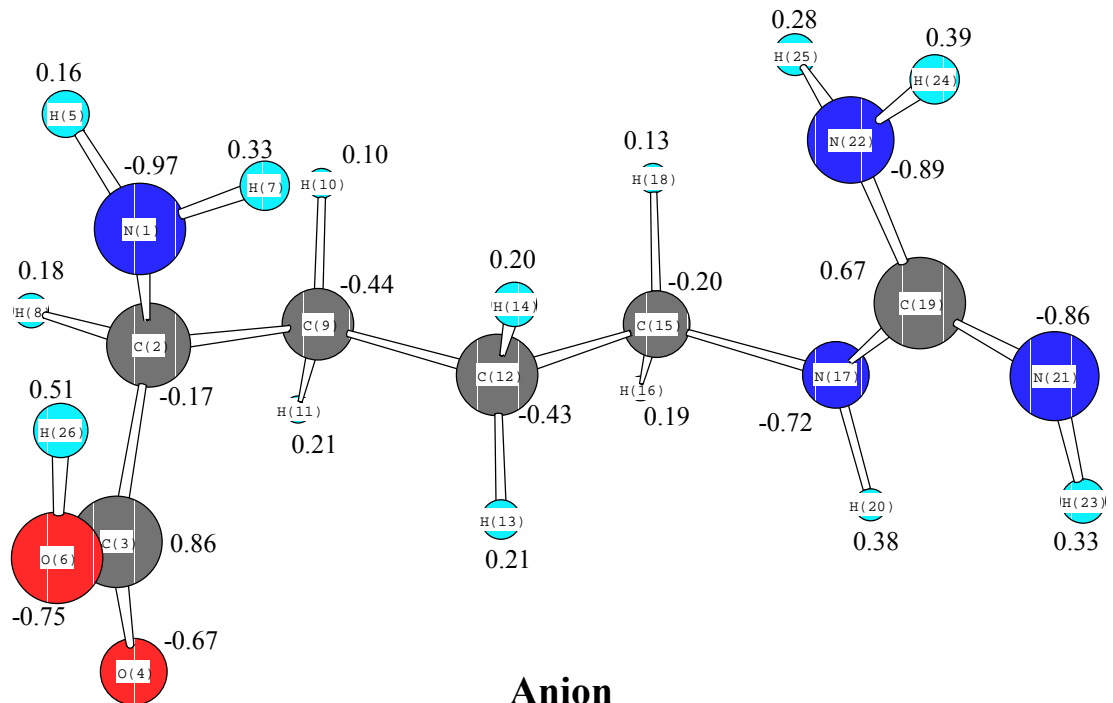 0.28
H(25)
0.39
H(24)
0.16
H(5)
-0.97
0.33
H(7)
0.10
H(10)
0.13
H(18)
N(22)
-0.89
N(1)
0.18
H(8
0.20
H(14)
-0.44
-0.20
0.67
C(19)
-0.86
C(2)
C(9)
C(15)
C(12)
N(17)
N(21)
-0.17
H(11)
-0.43
H(16)
-0.72
0.51
H(26)
0.21
0.19
H(13)
H(20)
H(23)
0.86
C(3)
O(6)
0.21
0.38
0.33
-0.75
-0.67
O(4)
Anion